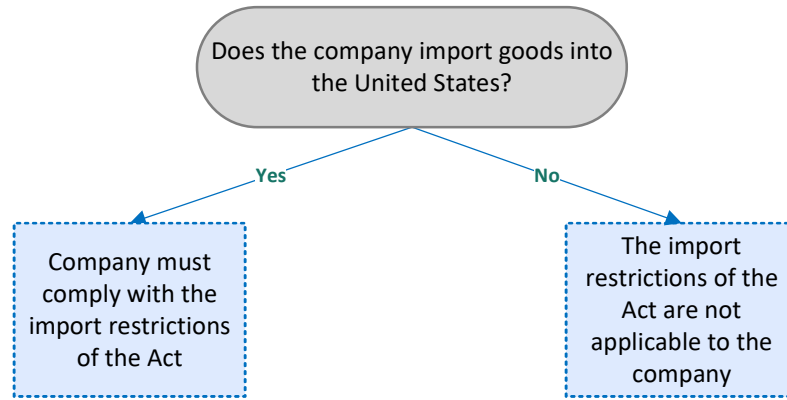 Does the company import goods into
the United States?
Yes
No
Company must
comply with the
import restrictions
of the Act
The import
restrictions of the
Act are not
applicable to the
company